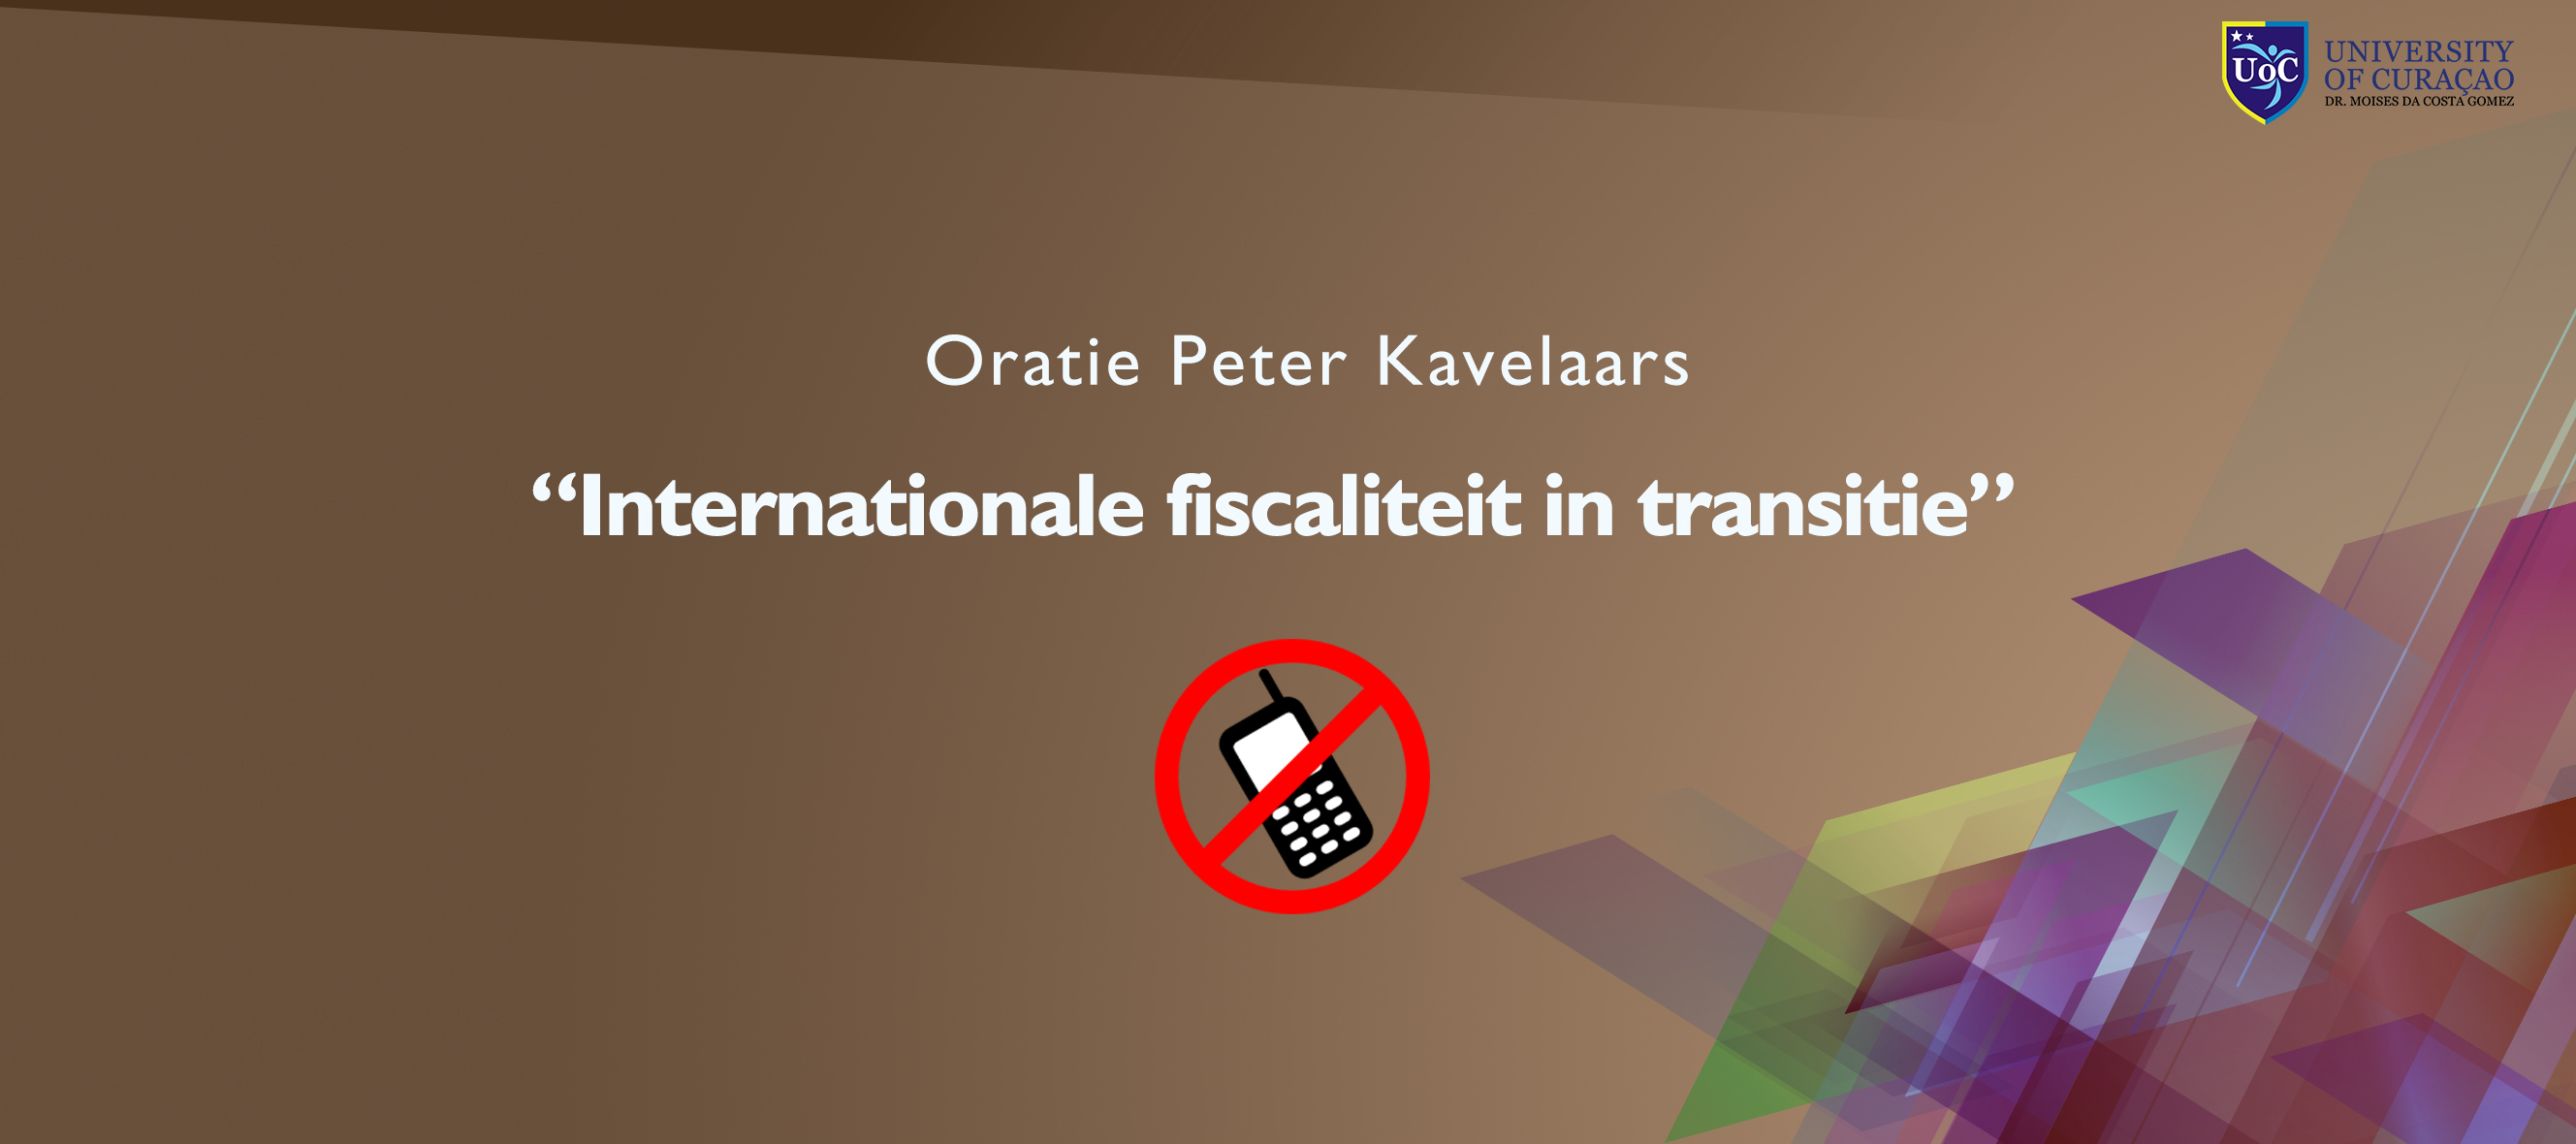 UoC
UNIVERSITY
OF CURAÇAO
DR. MOISES DA COSTA GOMEZ
Oratie Peter Kavelaars
“Internationale fiscaliteit in transitie”